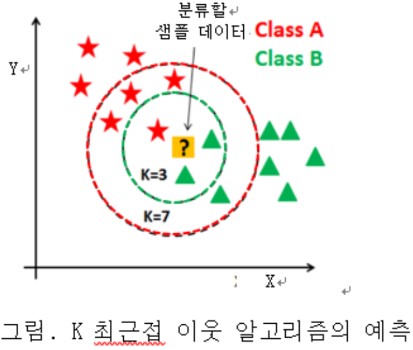 분류할↵
샘플 데이터
Class A
Class B
Y↵
?
K=3
K=7
X↵
↵
그림. K 최근접 이웃 알고리즘의 예측